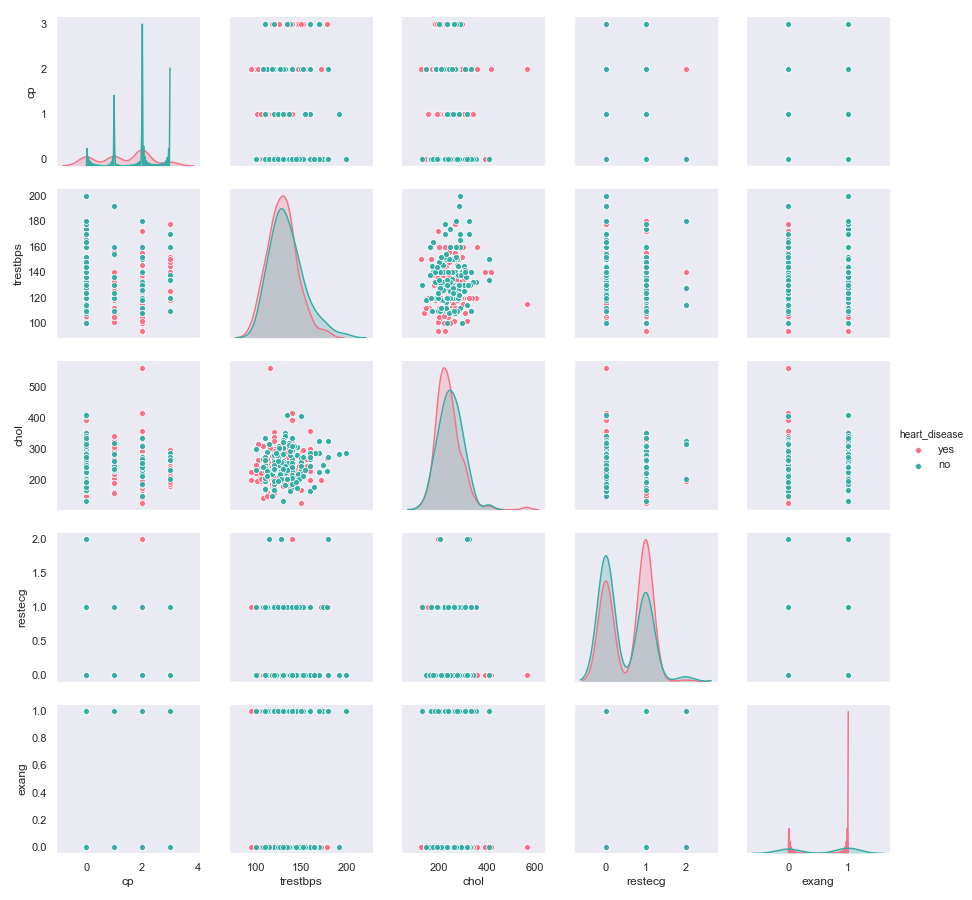 3
2
1
0
cp
200
180
160
140
120
100
trestbps
500
400
300
200
chol
heart_disease
yes
no
2.0
1.5
1.0
0.5
0.0
restecg
1.0
0.8
0.6
0.4
0.2
0.0
exang
0 2 4 100 150 200 200 400 600 0 1 2 0 1
cp trestbps chol restecg exang